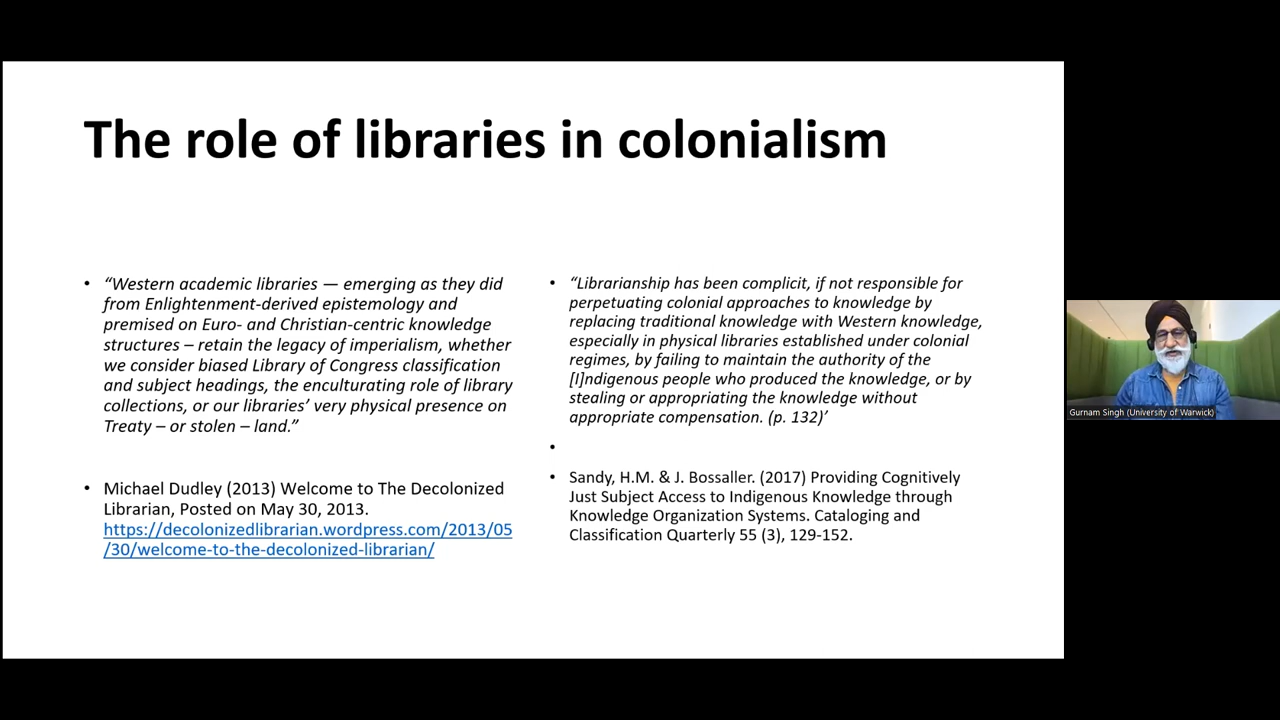 The role of libraries in colonialism
• “Western academic libraries — emerging as they did
from Enlightenment-derived epistemology and
premised on Euro- and Christian-centric knowledge
structures – retain the legacy of imperialism, whether
we consider biased Library of Congress classification
and subject headings, the enculturating role of library
collections, or our libraries’ very physical presence on
Treaty – or stolen – land.”
• Michael Dudley (2013) Welcome to The Decolonized
Librarian, Posted on May 30, 2013.
https://decolonizedlibrarian.wordpress.com/2013/05
/30/welcome-to-the-decolonized-librarian/
• “Librarianship has been complicit, if not responsible for
perpetuating colonial approaches to knowledge by
replacing traditional knowledge with Western knowledge,
especially in physical libraries established under colonial
regimes, by failing to maintain the authority of the
[I]ndigenous people who produced the knowledge, or by
stealing or appropriating the knowledge without
appropriate compensation. (p. 132)’
•
• Sandy, H.M. & J. Bossaller. (2017) Providing Cognitively
Just Subject Access to Indigenous Knowledge through
Knowledge Organization Systems. Cataloging and
Classification Quarterly 55 (3), 129-152.
Gurnam Singh (University of Warwick)